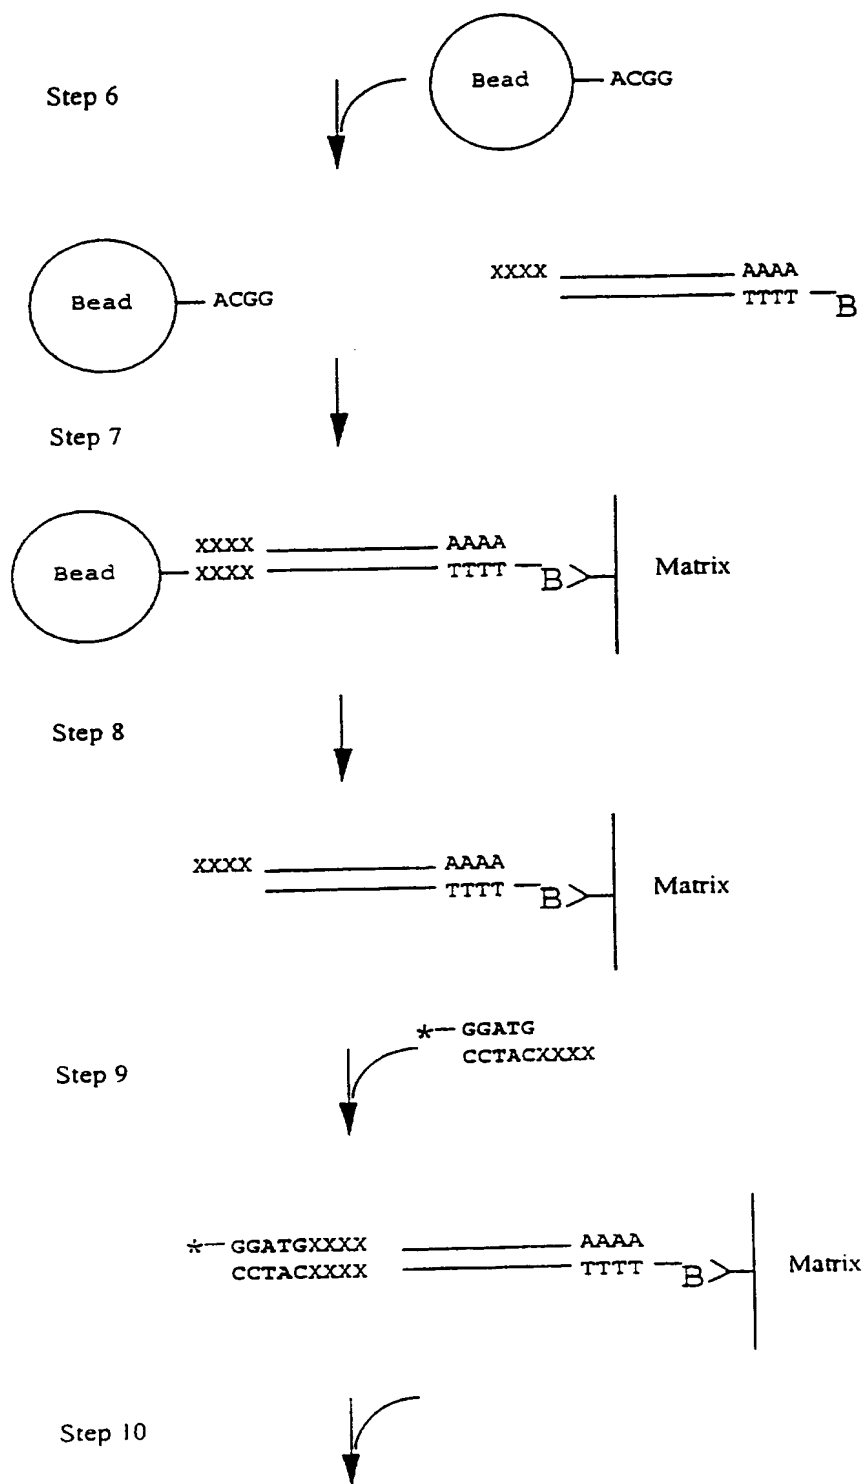 Step 6
Bead ACGG
Bead ACGG
XXXX AAAA
TTTT B
Step 7
XXXX AAAA
Bead XXXX TTTT B Matrix
Step 8
XXXX AAAA
TTTT B Matrix
*— GGATG
CCTACXXXX
Step 9
*— GGATGXXXX AAAA
CCTACXXXX TTTT B Matrix
Step 10